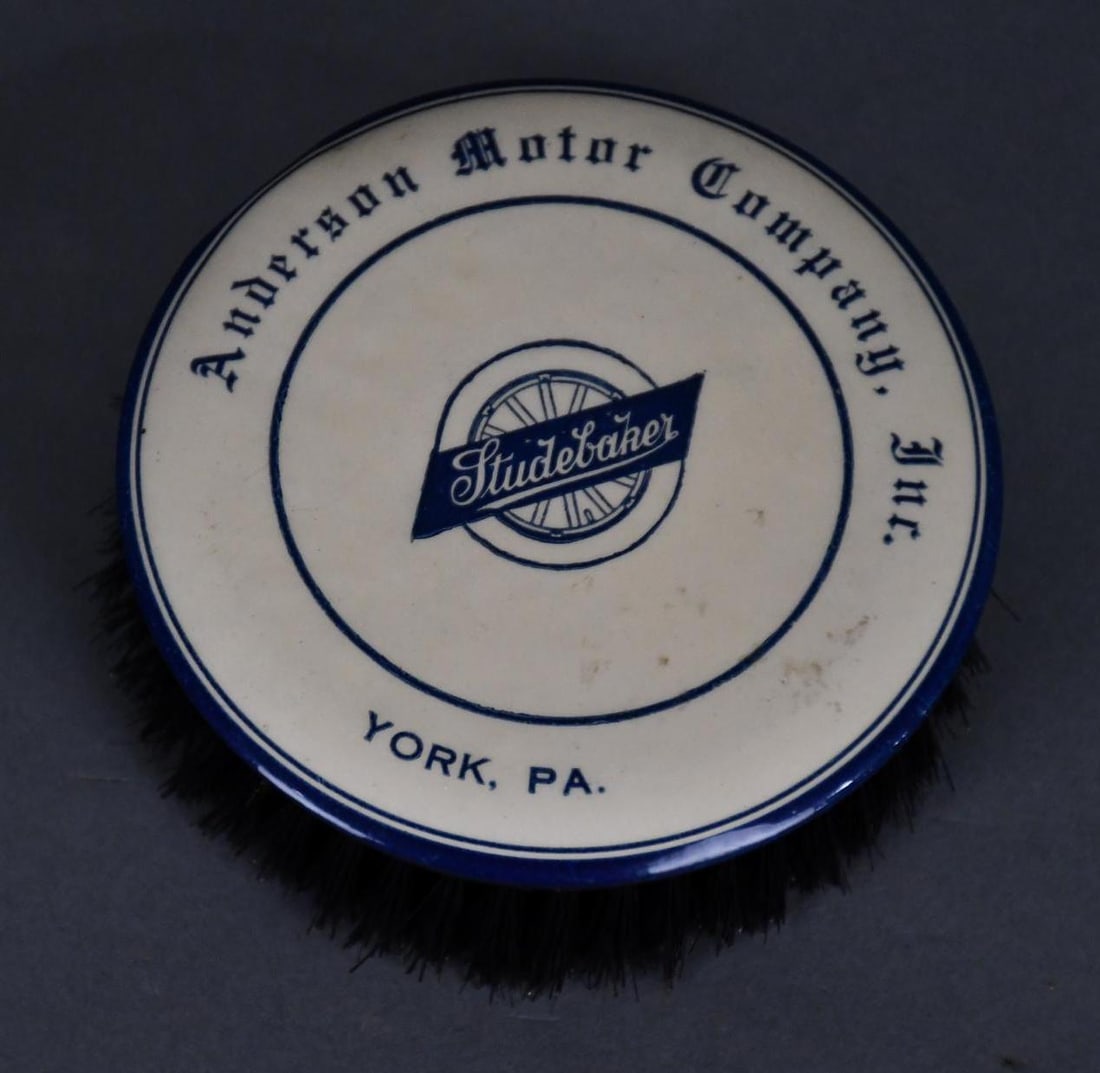 Anderson Motor Company, Inc.
Studebaker
YORK, PA.